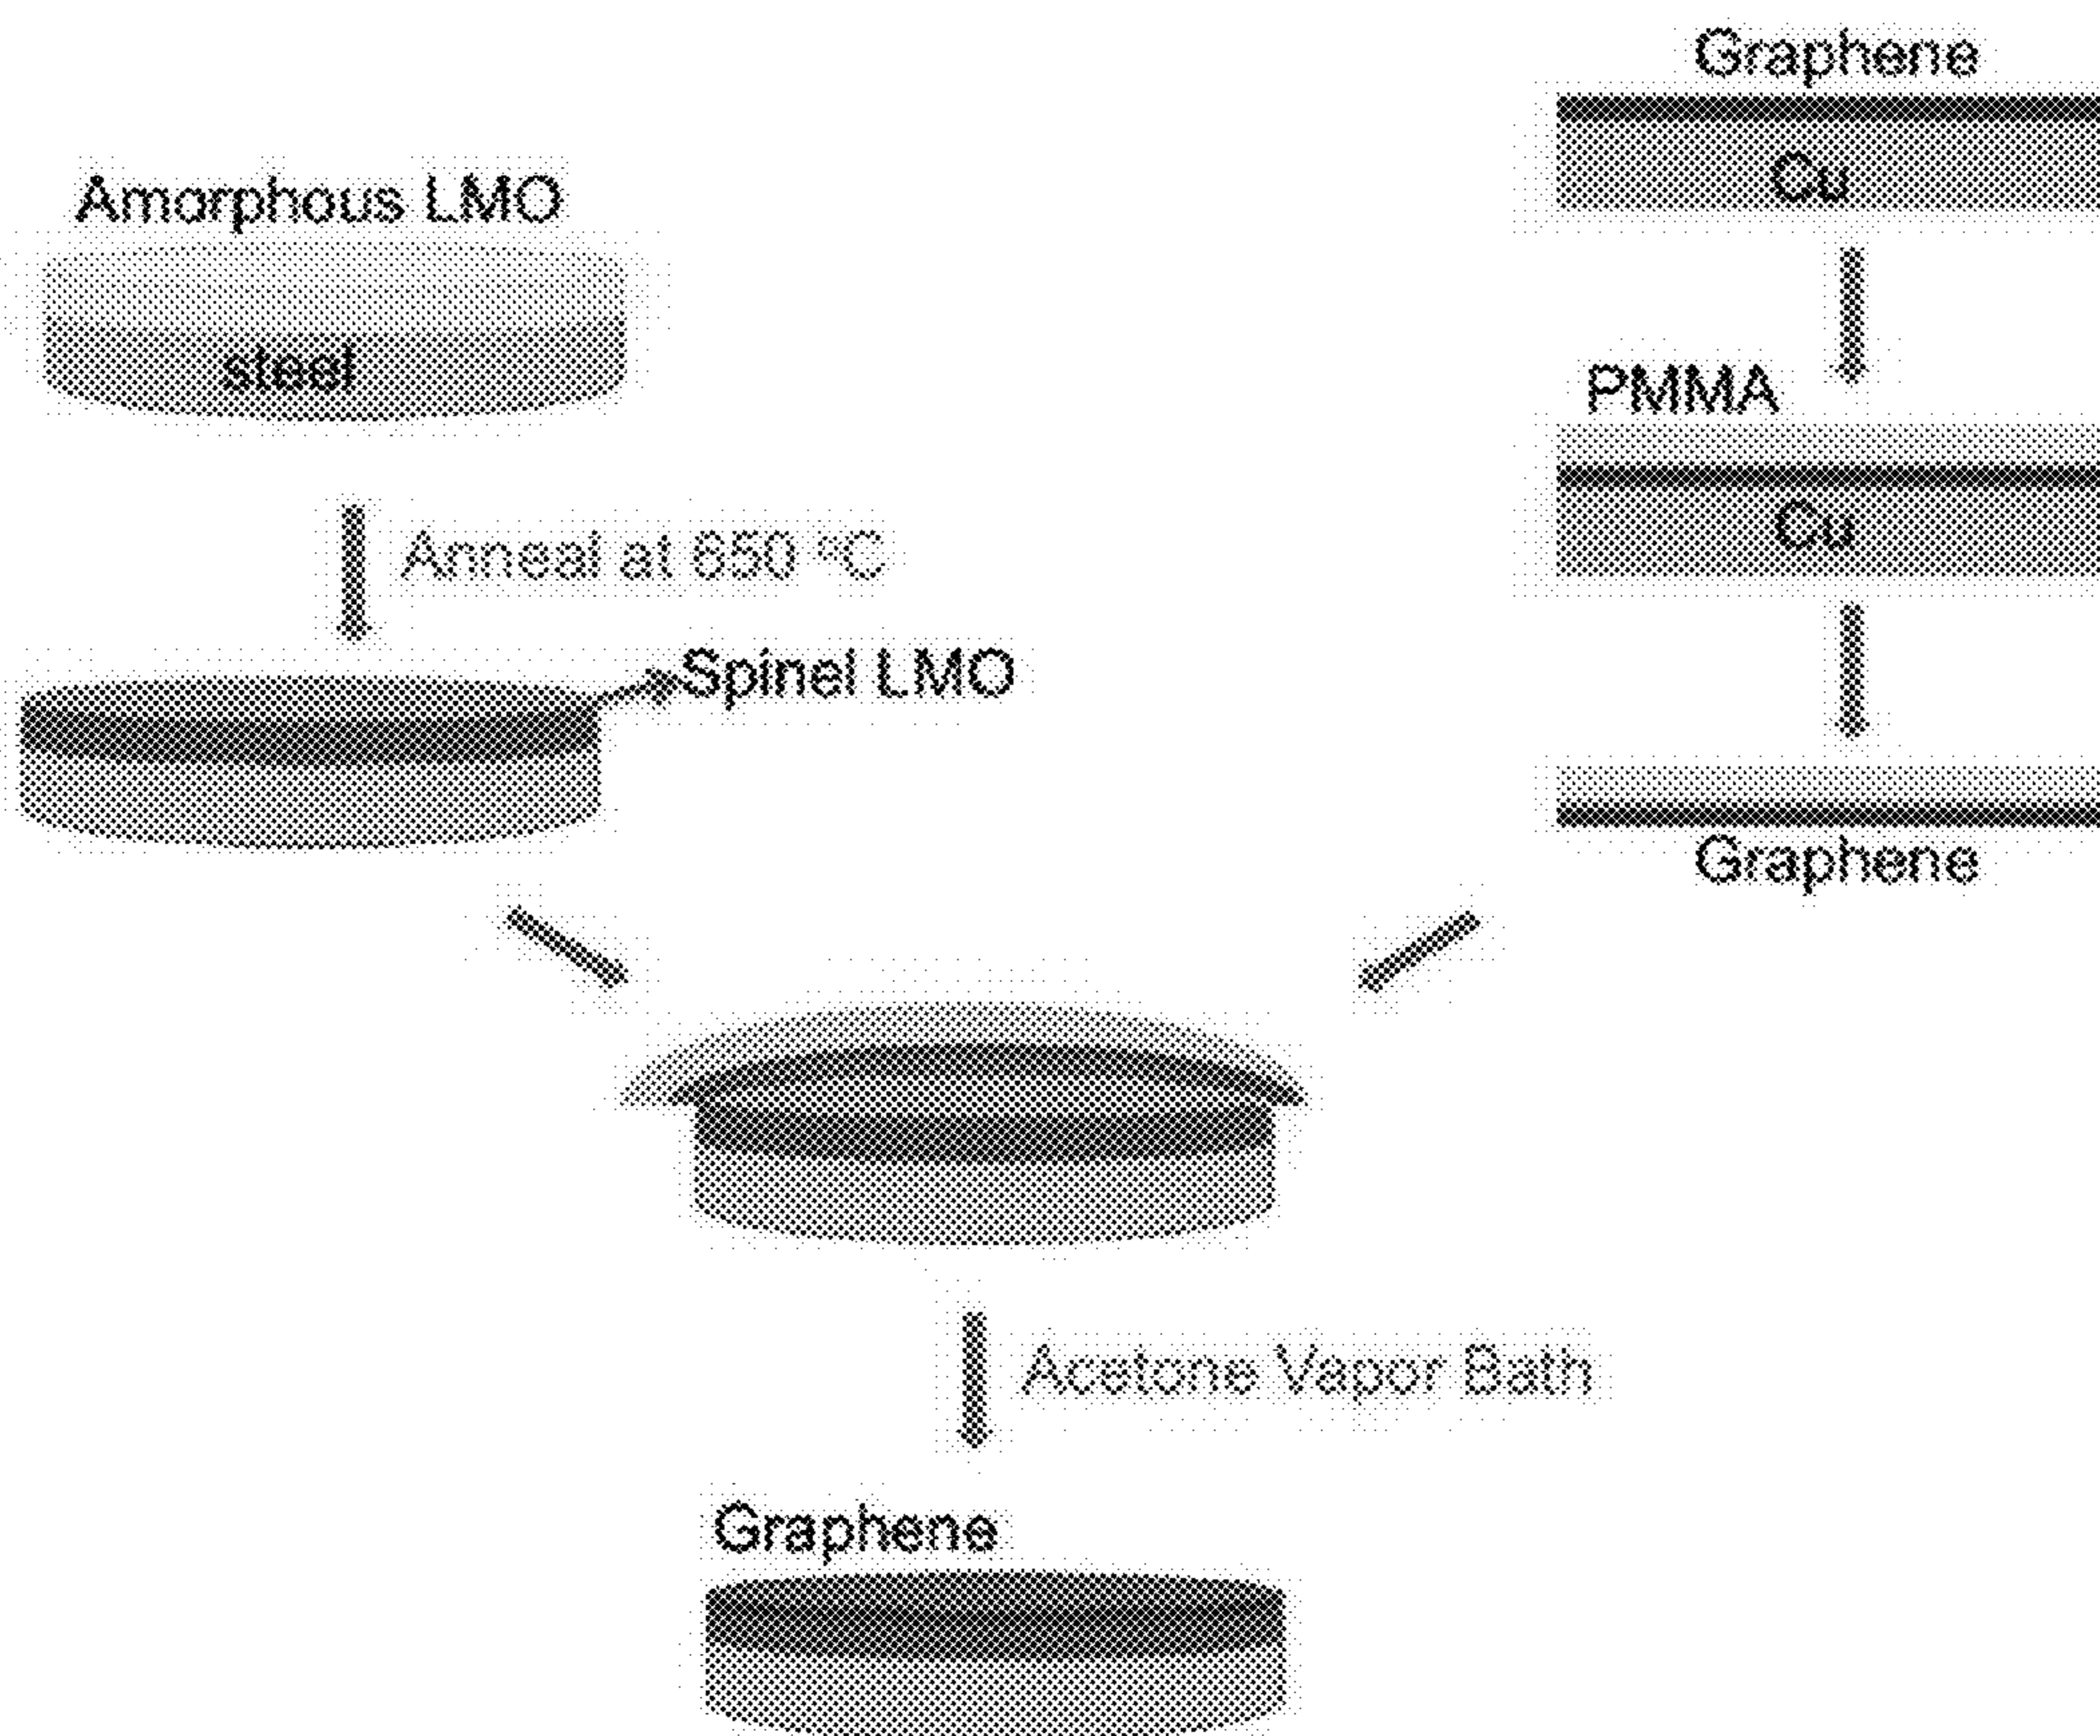 Graphene
Cu
Amorphous LMO
steel
PMMA
Cu
Anneal at 650 °C
Spinel LMO
Graphene
Acetone Vapor Bath
Graphene